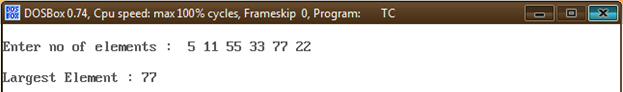 DOSBox 0.74, Cpu speed: max 100% cycles, Frameskip 0, Program: TC
Enter no of elements : 5 11 55 33 77 22
Largest Element : 77